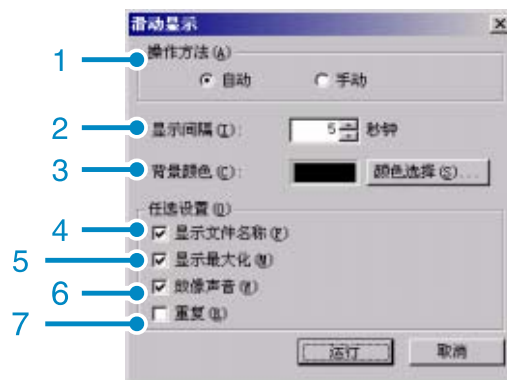 滑动显示
1 操作方法(A)
自动 手动
2 显示间隔(I): 5 秒钟
3 背景颜色(C): 颜色选择(S)...
任选设置(O)
4 显示文件名称(F)
5 显示最大化(M)
6 放像声音(P)
7 重复(R)
运行 取消